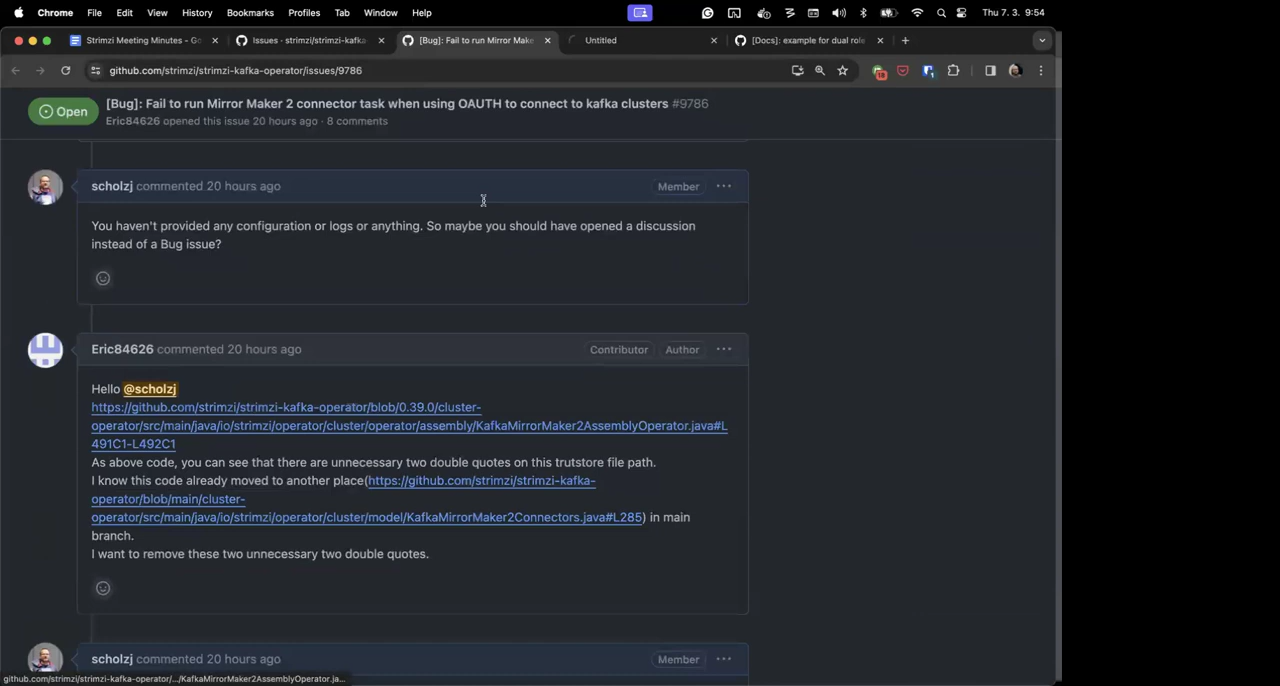 Chrome File Edit View History Bookmarks Profiles Tab Window Help Thu 7. 3. 9:54
Strimzi Meeting Minutes - Go
Issues · strimzi/strimzi-kafka-
[Bug]: Fail to run Mirror Make
Untitled
[Docs]: example for dual role
github.com/strimzi/strimzi-kafka-operator/issues/9786
Open
[Bug]: Fail to run Mirror Maker 2 connector task when using OAUTH to connect to kafka clusters #9786
Eric84626 opened this issue 20 hours ago · 8 comments
scholzj commented 20 hours ago Member
You haven't provided any configuration or logs or anything. So maybe you should have opened a discussion
instead of a Bug issue?
Eric84626 commented 20 hours ago Contributor Author
Hello @scholzj
https://github.com/strimzi/strimzi-kafka-operator/blob/0.39.0/cluster-
operator/src/main/java/io/strimzi/operator/cluster/operator/assembly/KafkaMirrorMaker2AssemblyOperator.java#L
491C1-L492C1
As above code, you can see that there are unnecessary two double quotes on this trutstore file path.
I know this code already moved to another place(https://github.com/strimzi/strimzi-kafka-
operator/blob/main/cluster-
operator/src/main/java/io/strimzi/operator/cluster/model/KafkaMirrorMaker2Connectors.java#L285) in main
branch.
I want to remove these two unnecessary two double quotes.
scholzj commented 20 hours ago Member
github.com/strimzi/strimzi-kafka-operator/.../KafkaMirrorMaker2AssemblyOperator.ja...